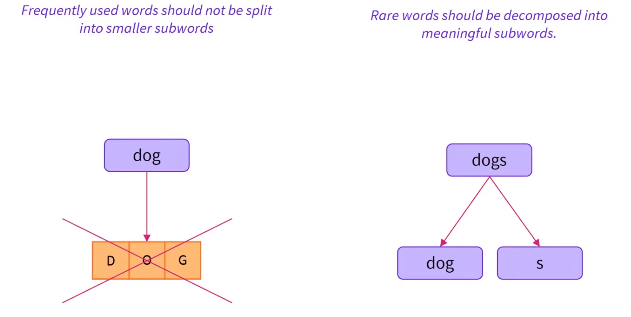 Frequently used words should not be split
into smaller subwords
Rare words should be decomposed into
meaningful subwords.
dog
dogs
D O G
dog
s